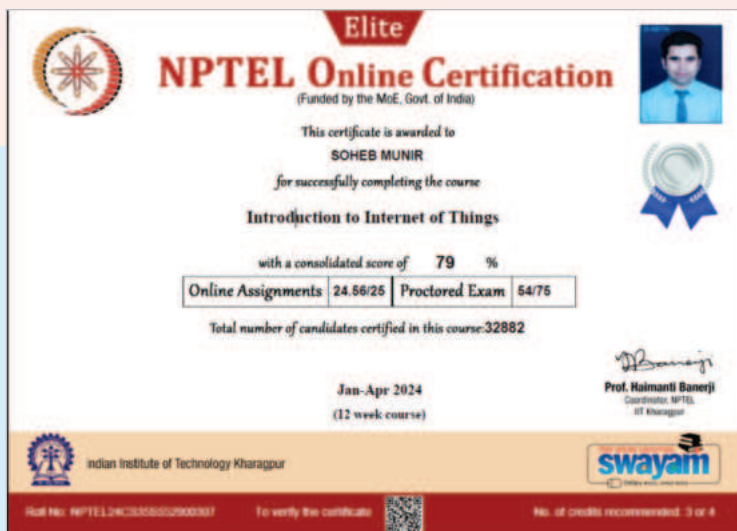 Elite
NPTEL Online Certification
(Funded by the MoE, Govt. of India)
This certificate is awarded to
SOHEB MUNIR
for successfully completing the course
Introduction to Internet of Things
with a consolidated score of 79 %
Online Assignments 24.56/25 Proctored Exam 54/75
Total number of candidates certified in this course:32882
Jan-Apr 2024
(12 week course)
Prof. Haimanti Banerji
Coordinator, NPTEL
IIT Kharagpur
Indian Institute of Technology Kharagpur
swayam
Roll No: To verify the certificate No. of credits recommended: 3 or 4